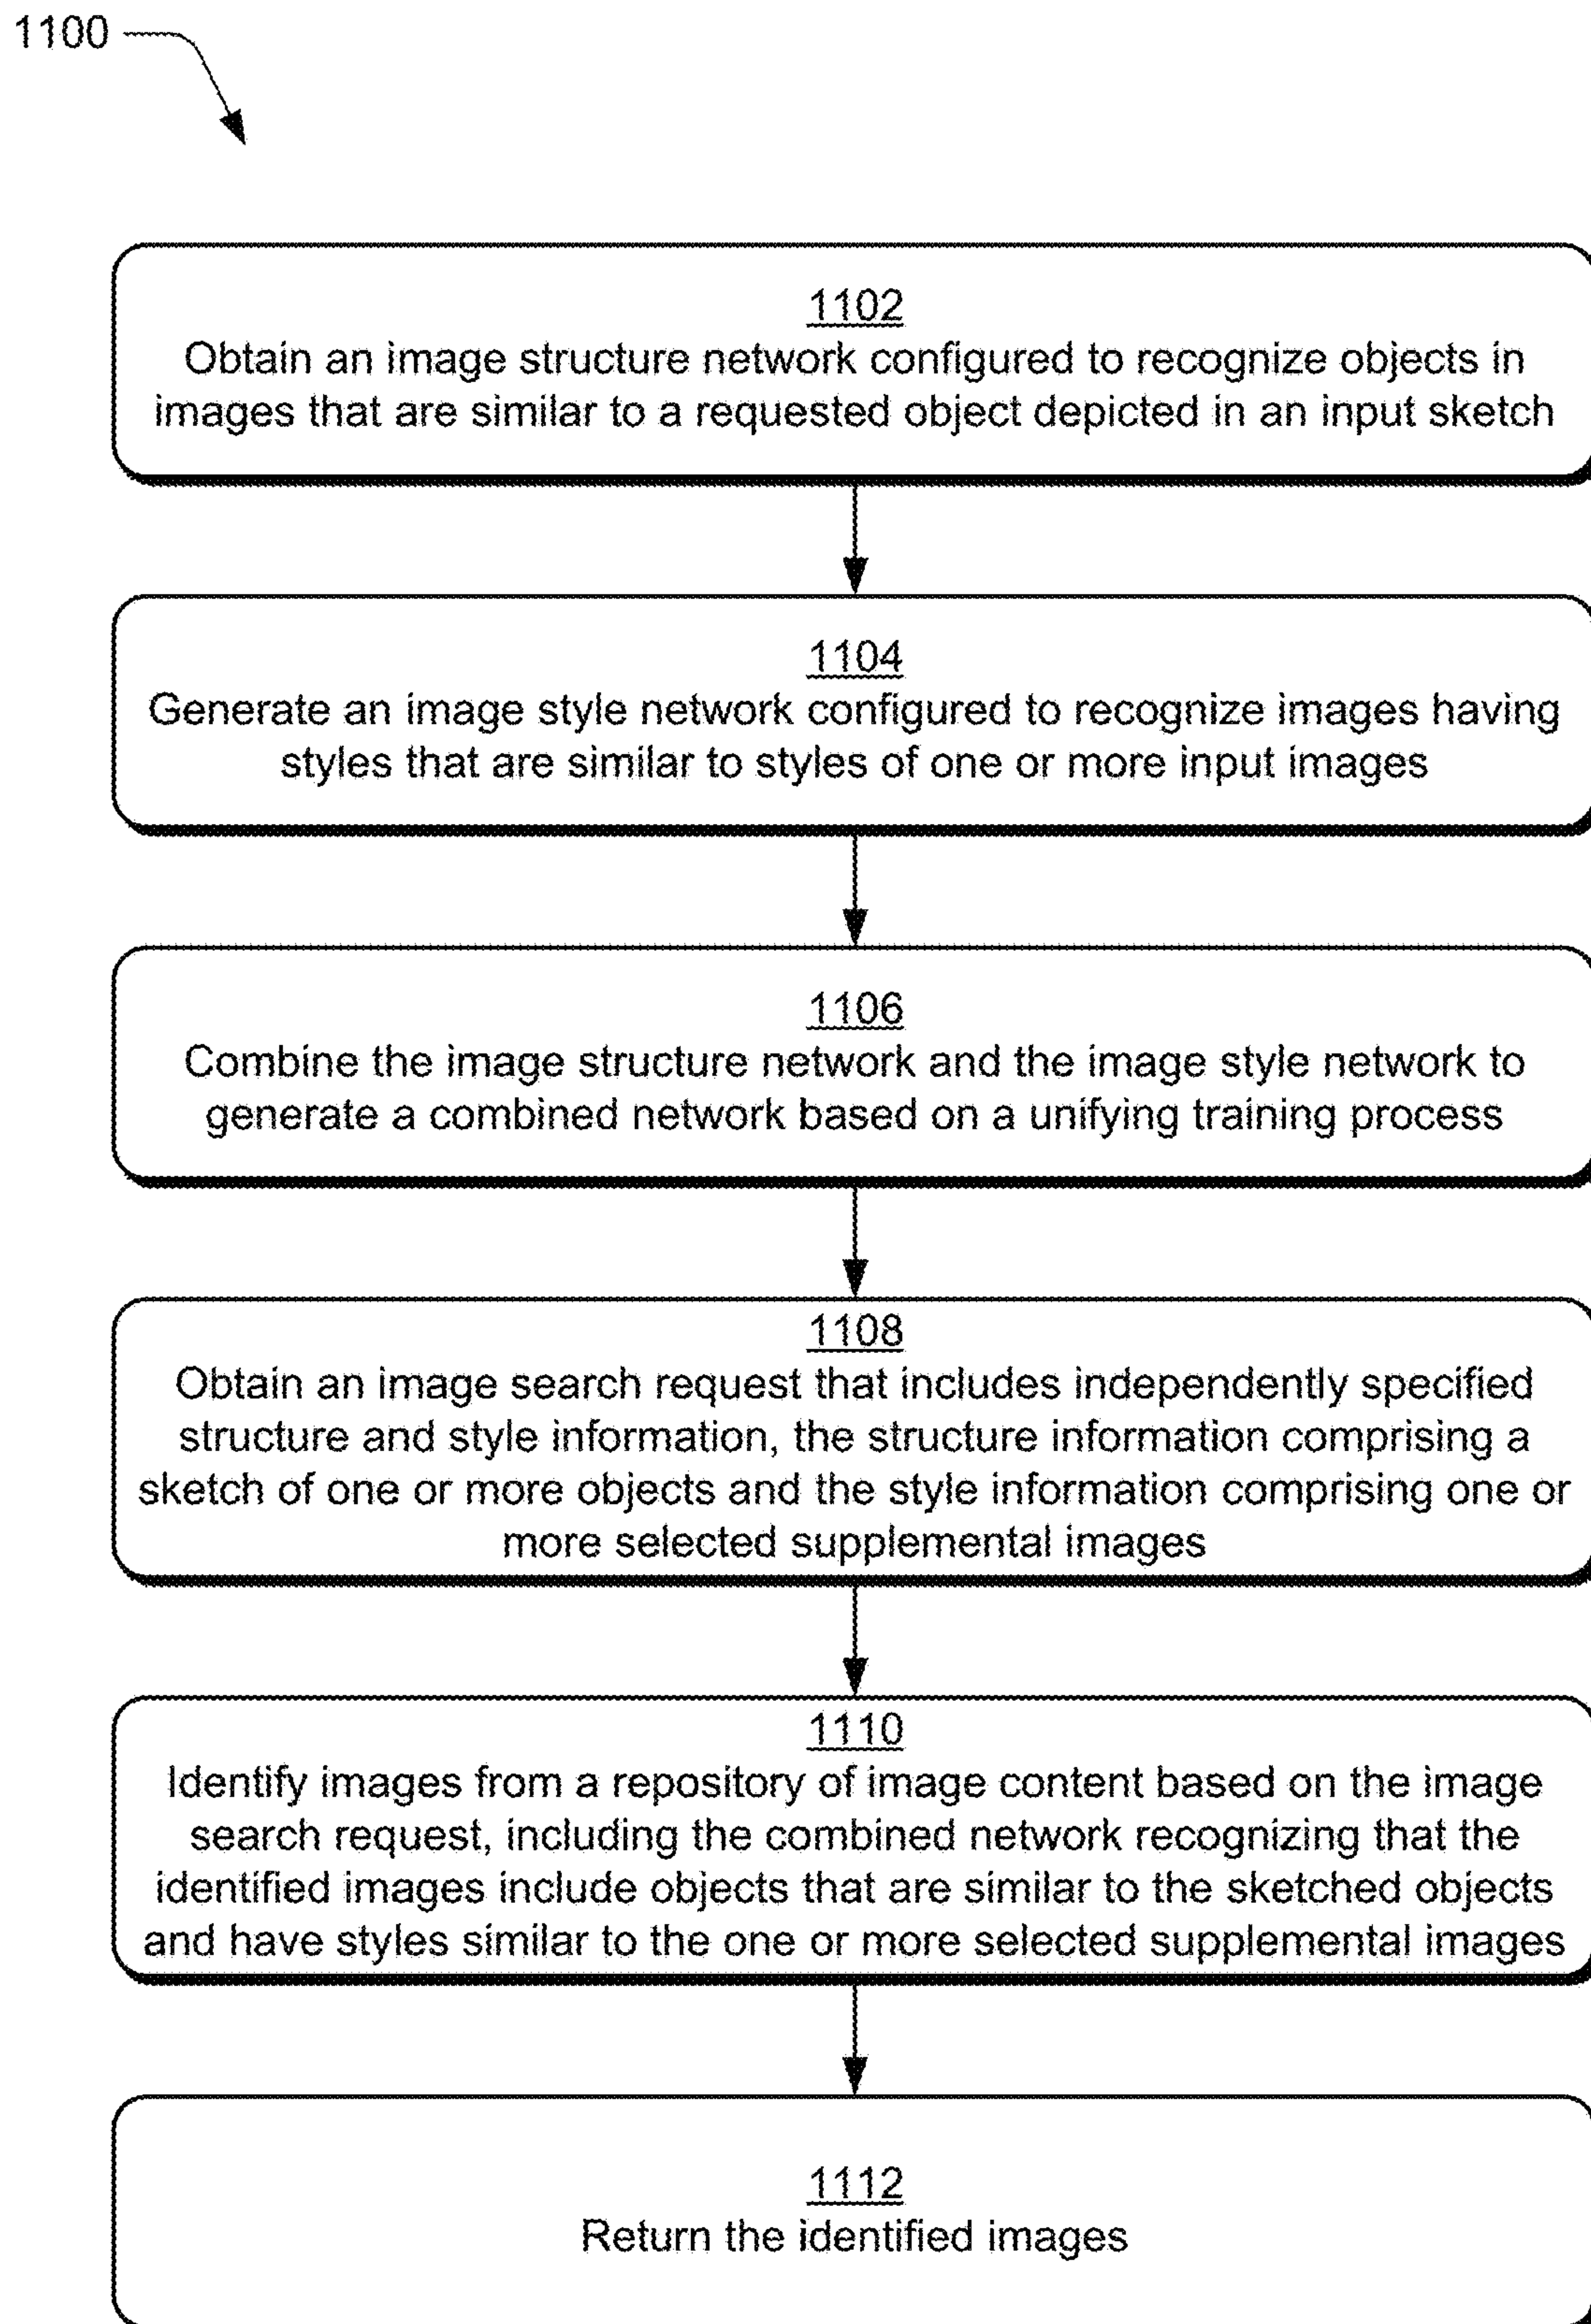 1100
1102
Obtain an image structure network configured to recognize objects in
images that are similar to a requested object depicted in an input sketch
1104
Generate an image style network configured to recognize images having
styles that are similar to styles of one or more input images
1106
Combine the image structure network and the image style network to
generate a combined network based on a unifying training process
1108
Obtain an image search request that includes independently specified
structure and style information, the structure information comprising a
sketch of one or more objects and the style information comprising one or
more selected supplemental images
1110
Identify images from a repository of image content based on the image
search request, including the combined network recognizing that the
identified images include objects that are similar to the sketched objects
and have styles similar to the one or more selected supplemental images
1112
Return the identified images